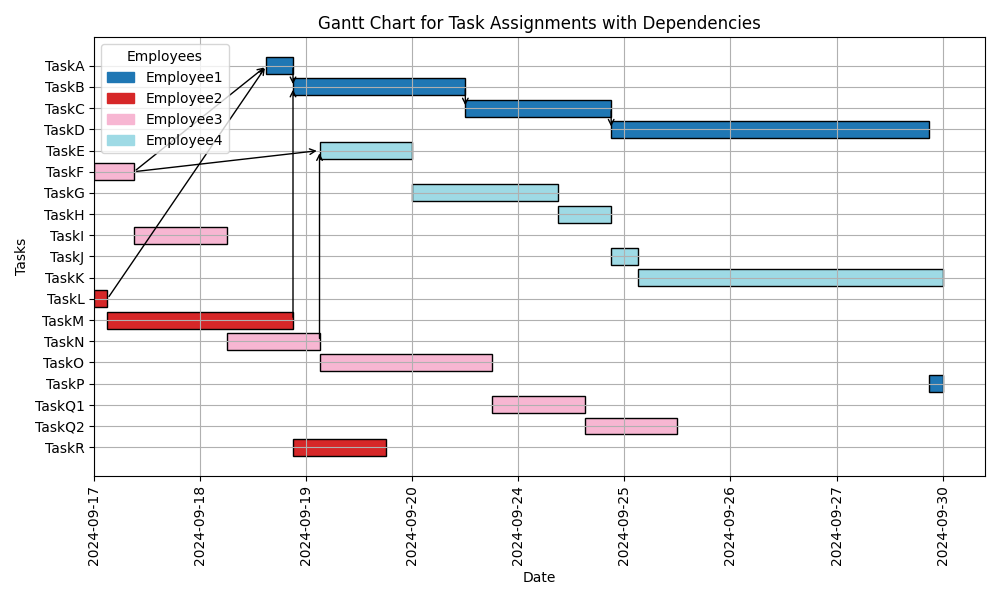 Gantt Chart for Task Assignments with Dependencies
Employees
Employee1
Employee2
Employee3
Employee4
Tasks
TaskA
TaskB
TaskC
TaskD
TaskE
TaskF
TaskG
TaskH
TaskI
TaskJ
TaskK
TaskL
TaskM
TaskN
TaskO
TaskP
TaskQ1
TaskQ2
TaskR
2024-09-17
2024-09-18
2024-09-19
2024-09-20
2024-09-24
2024-09-25
2024-09-26
2024-09-27
2024-09-30
Date